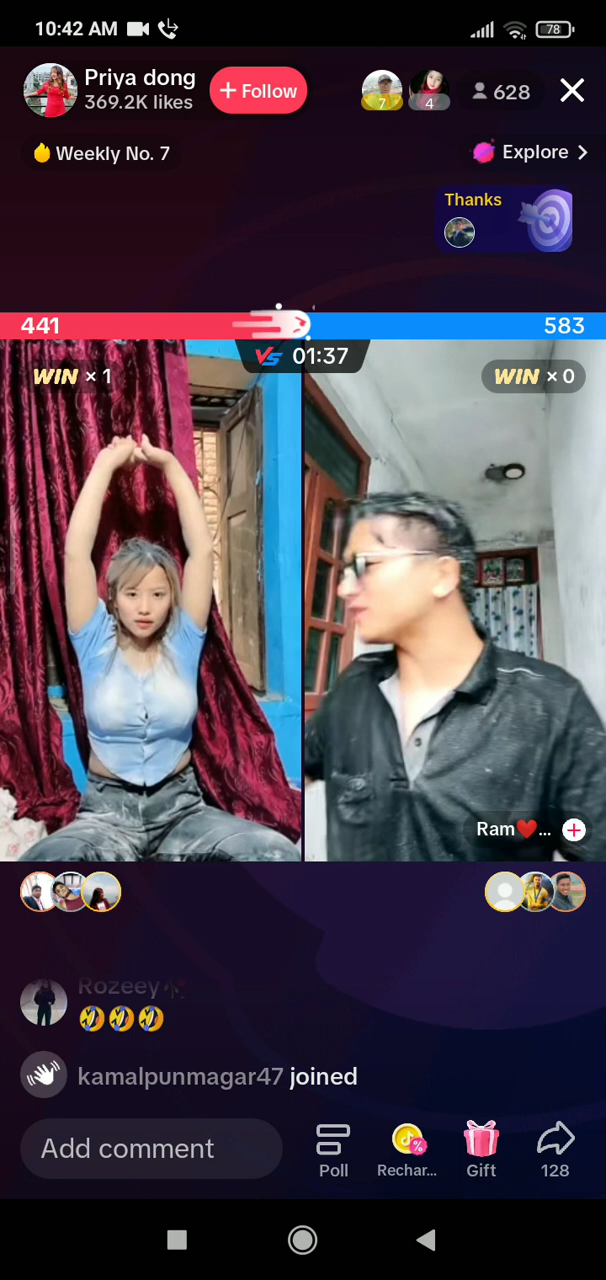 10:42 AM
78
Priya dong
369.2K likes
+ Follow
7
4
628
Weekly No. 7
Explore
Thanks
441
583
VS 01:37
WIN × 1
WIN × 0
Ram❤️...
Rozeey
🤣🤣🤣
kamalpunmagar47 joined
Add comment
Poll
Rechar...
Gift
128